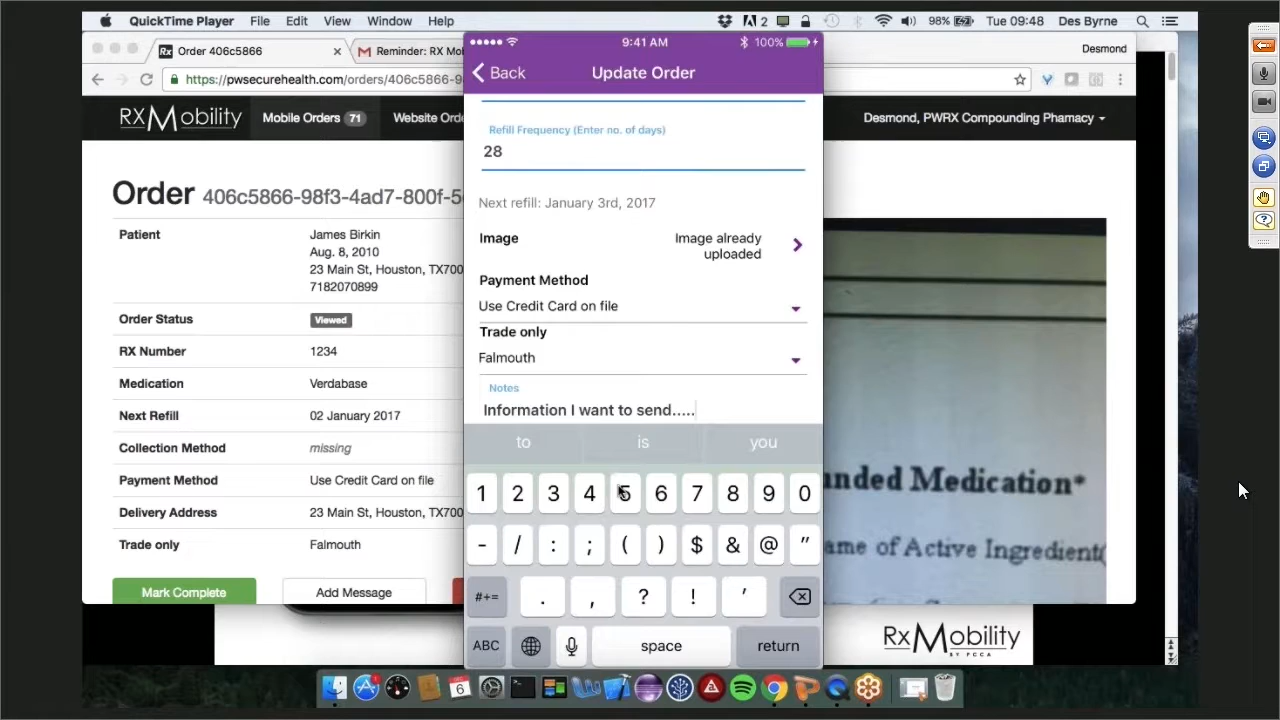 QuickTime Player File Edit View Window Help 2 98% Tue 09:48 Des Byrne
Rx Order 406c5866 Reminder: RX Mob Desmond
https://pwsecurehealth.com/orders/406c5866-9
RXMobility Mobile Orders 71 Website Orde Desmond, PWRX Compounding Phamacy
Order 406c5866-98f3-4ad7-800f-5
Patient James Birkin
Aug. 8, 2010
23 Main St, Houston, TX700
7182070899
Order Status Viewed
RX Number 1234
Medication Verdabase
Next Refill 02 January 2017
Collection Method missing
Payment Method Use Credit Card on file
Delivery Address 23 Main St, Houston, TX700
Trade only Falmouth
Mark Complete Add Message
9:41 AM 100%
Back Update Order
Refill Frequency (Enter no. of days)
28
Next refill: January 3rd, 2017
Image Image already
uploaded
Payment Method
Use Credit Card on file
Trade only
Falmouth
Notes
Information I want to send.....
to is you
1 2 3 4 5 6 7 8 9 0
- / : ; ( ) $ & @ "
#+= . , ? ! ' 
ABC space return
unded Medication*
ame of Active Ingredient(
RxMobility
BY PCCA
6